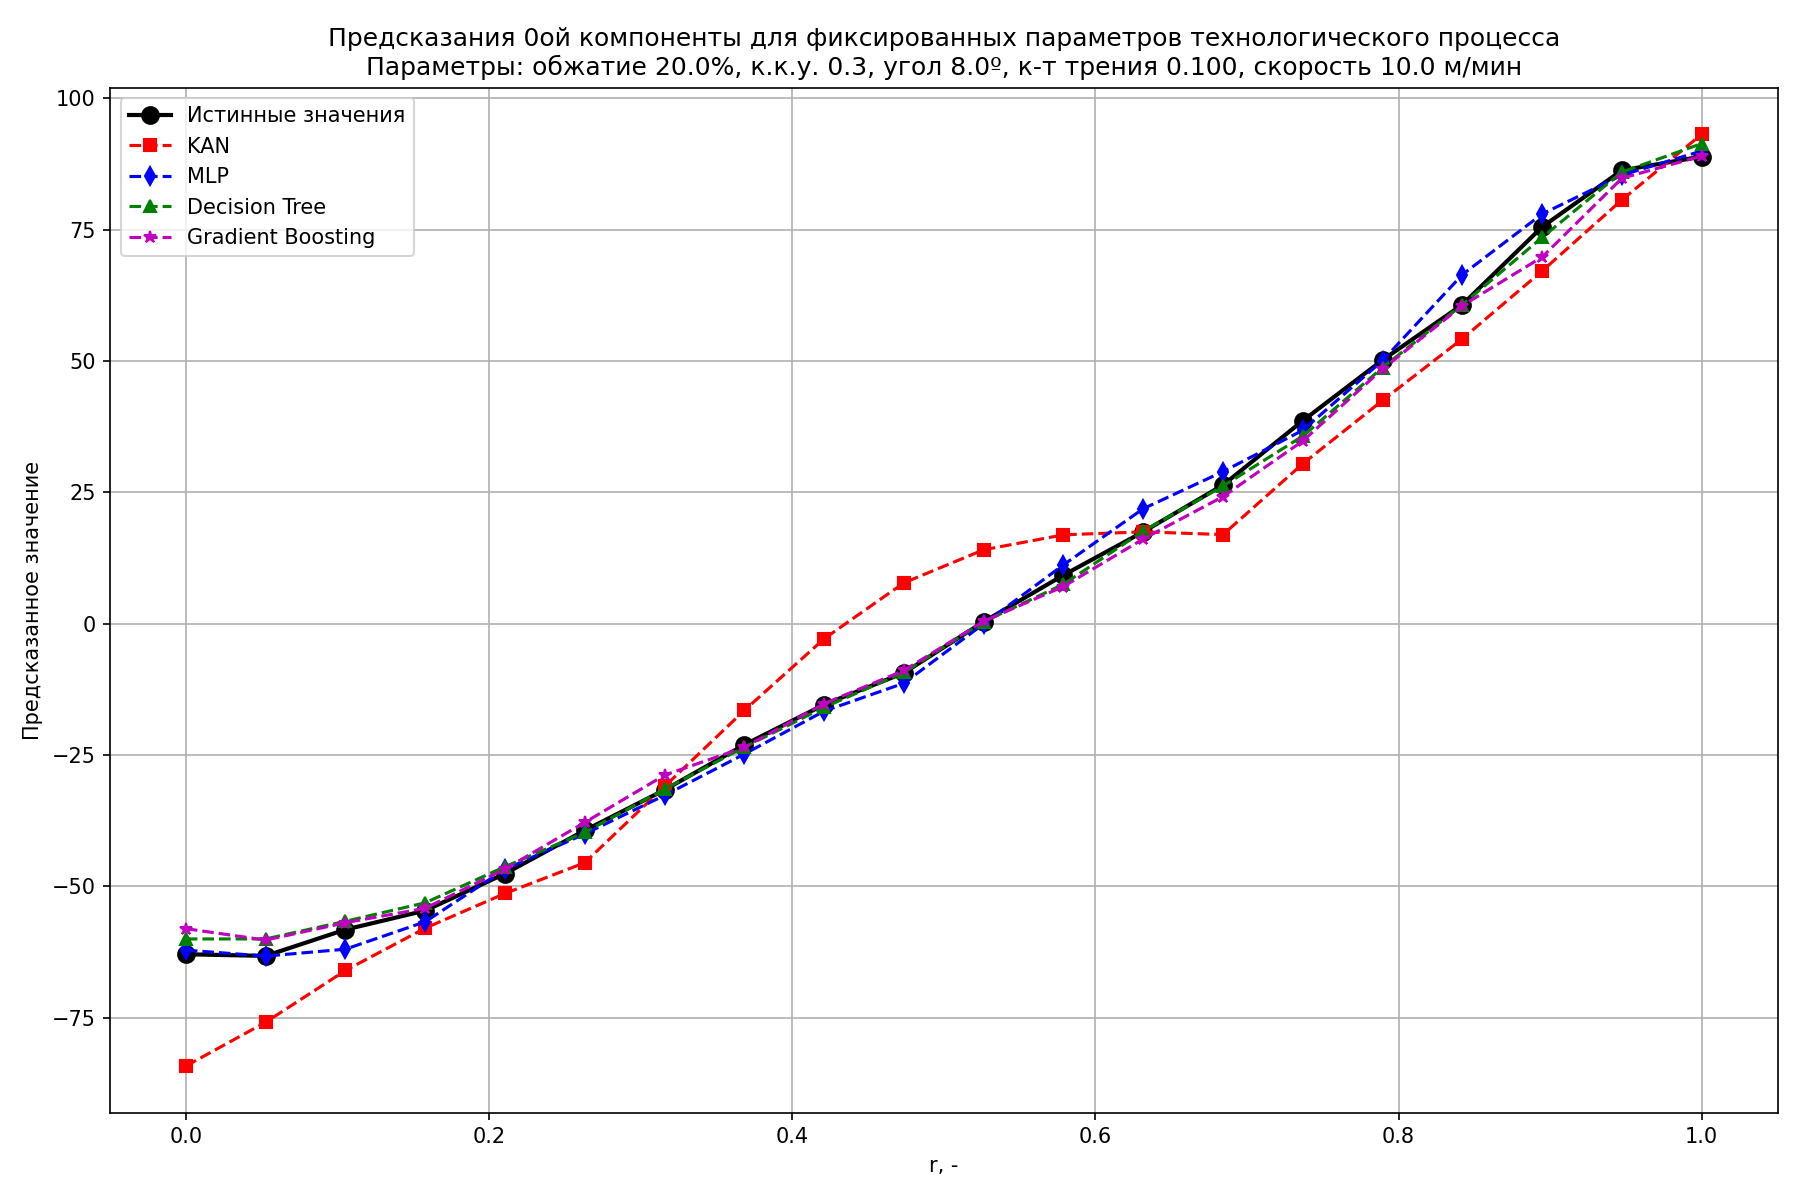 Предсказания 0ой компоненты для фиксированных параметров технологического процесса
Параметры: обжатие 20.0%, к.к.у. 0.3, угол 8.0º, к-т трения 0.100, скорость 10.0 м/мин
Истинные значения
KAN
MLP
Decision Tree
Gradient Boosting
Предсказанное значение
100
75
50
25
0
−25
−50
−75
0.0
0.2
0.4
0.6
0.8
1.0
r, -